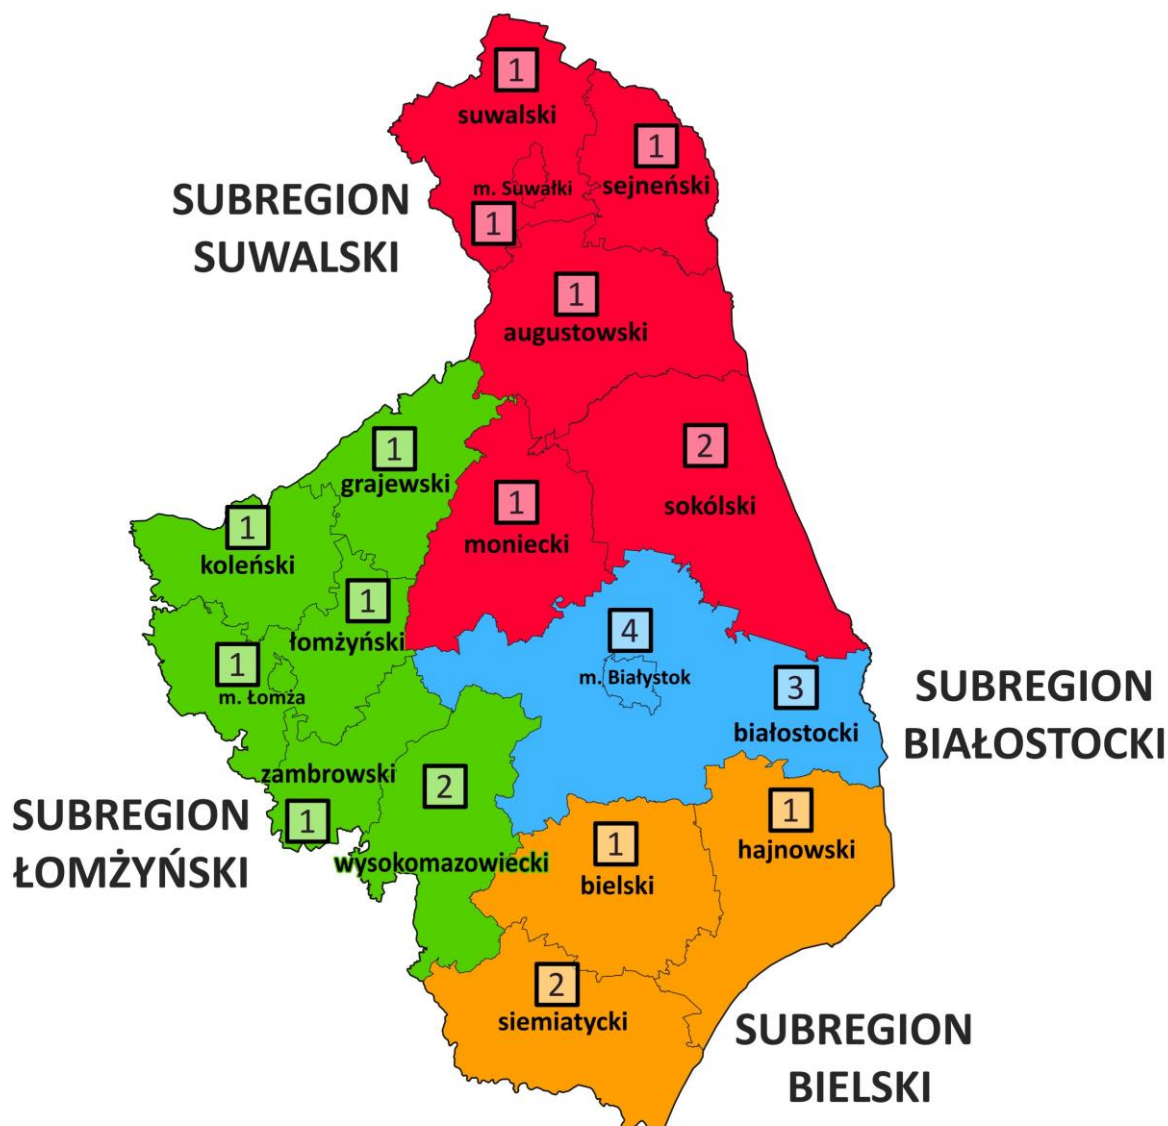 1
suwalski
1
sejneński
m. Suwałki
1
SUBREGION
SUWALSKI
1
augustowski
1
grajewski
2
sokólski
1
moniecki
1
koleński
1
łomżyński
1
m. Łomża
4
m. Białystok
3
białostocki
SUBREGION
BIAŁOSTOCKI
zambrowski
1
2
wysokomazowiecki
SUBREGION
ŁOMŻYŃSKI
1
hajnowski
1
bielski
2
siemiatycki
SUBREGION
BIELSKI